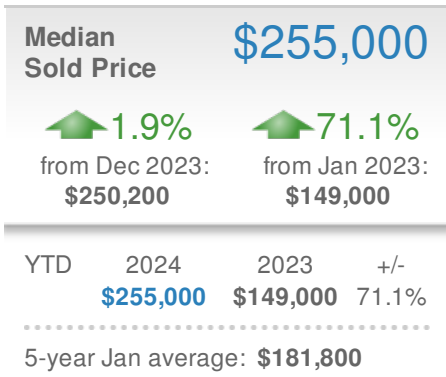 Median
Sold Price
$255,000
1.9%
from Dec 2023:
$250,200
71.1%
from Jan 2023:
$149,000
YTD 2024 2023 +/-
$255,000 $149,000 71.1%
5-year Jan average: $181,800